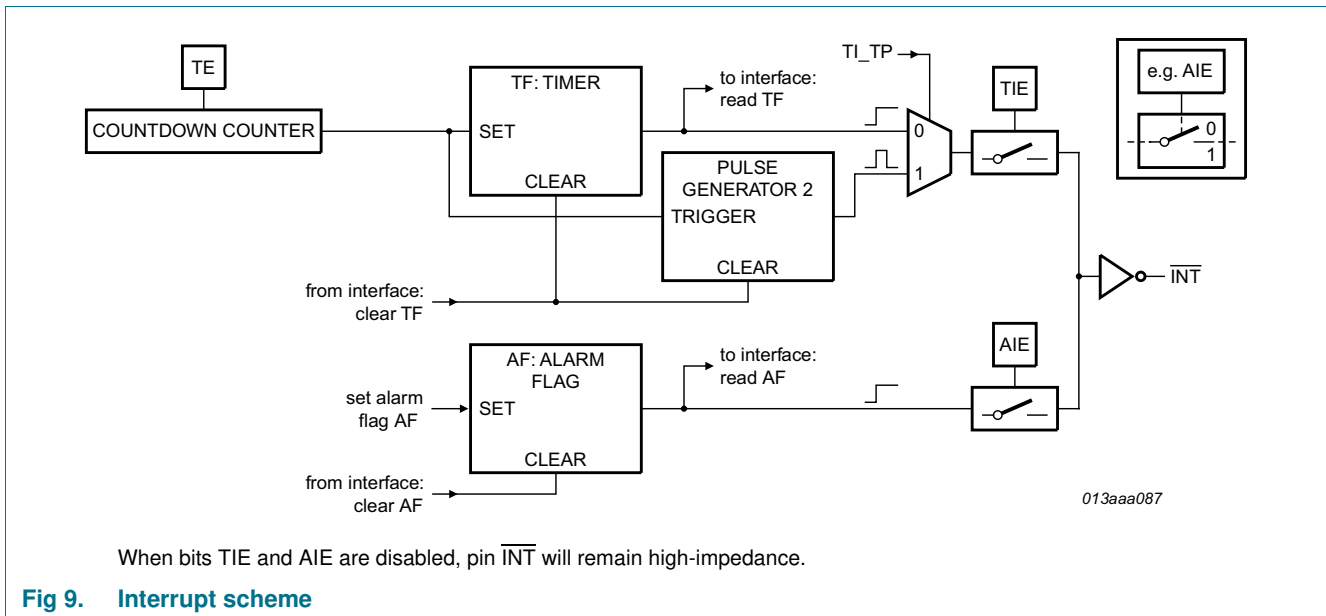 TE
COUNTDOWN COUNTER
TF: TIMER
SET
CLEAR
to interface:
read TF
PULSE
GENERATOR 2
TRIGGER
CLEAR
TI_TP
0
1
TIE
e.g. AIE
0
1
from interface:
clear TF
I̅N̅T̅
AF: ALARM
FLAG
SET
CLEAR
set alarm
flag AF
from interface:
clear AF
to interface:
read AF
AIE
013aaa087
When bits TIE and AIE are disabled, pin I̅N̅T̅ will remain high-impedance.
Fig 9. Interrupt scheme